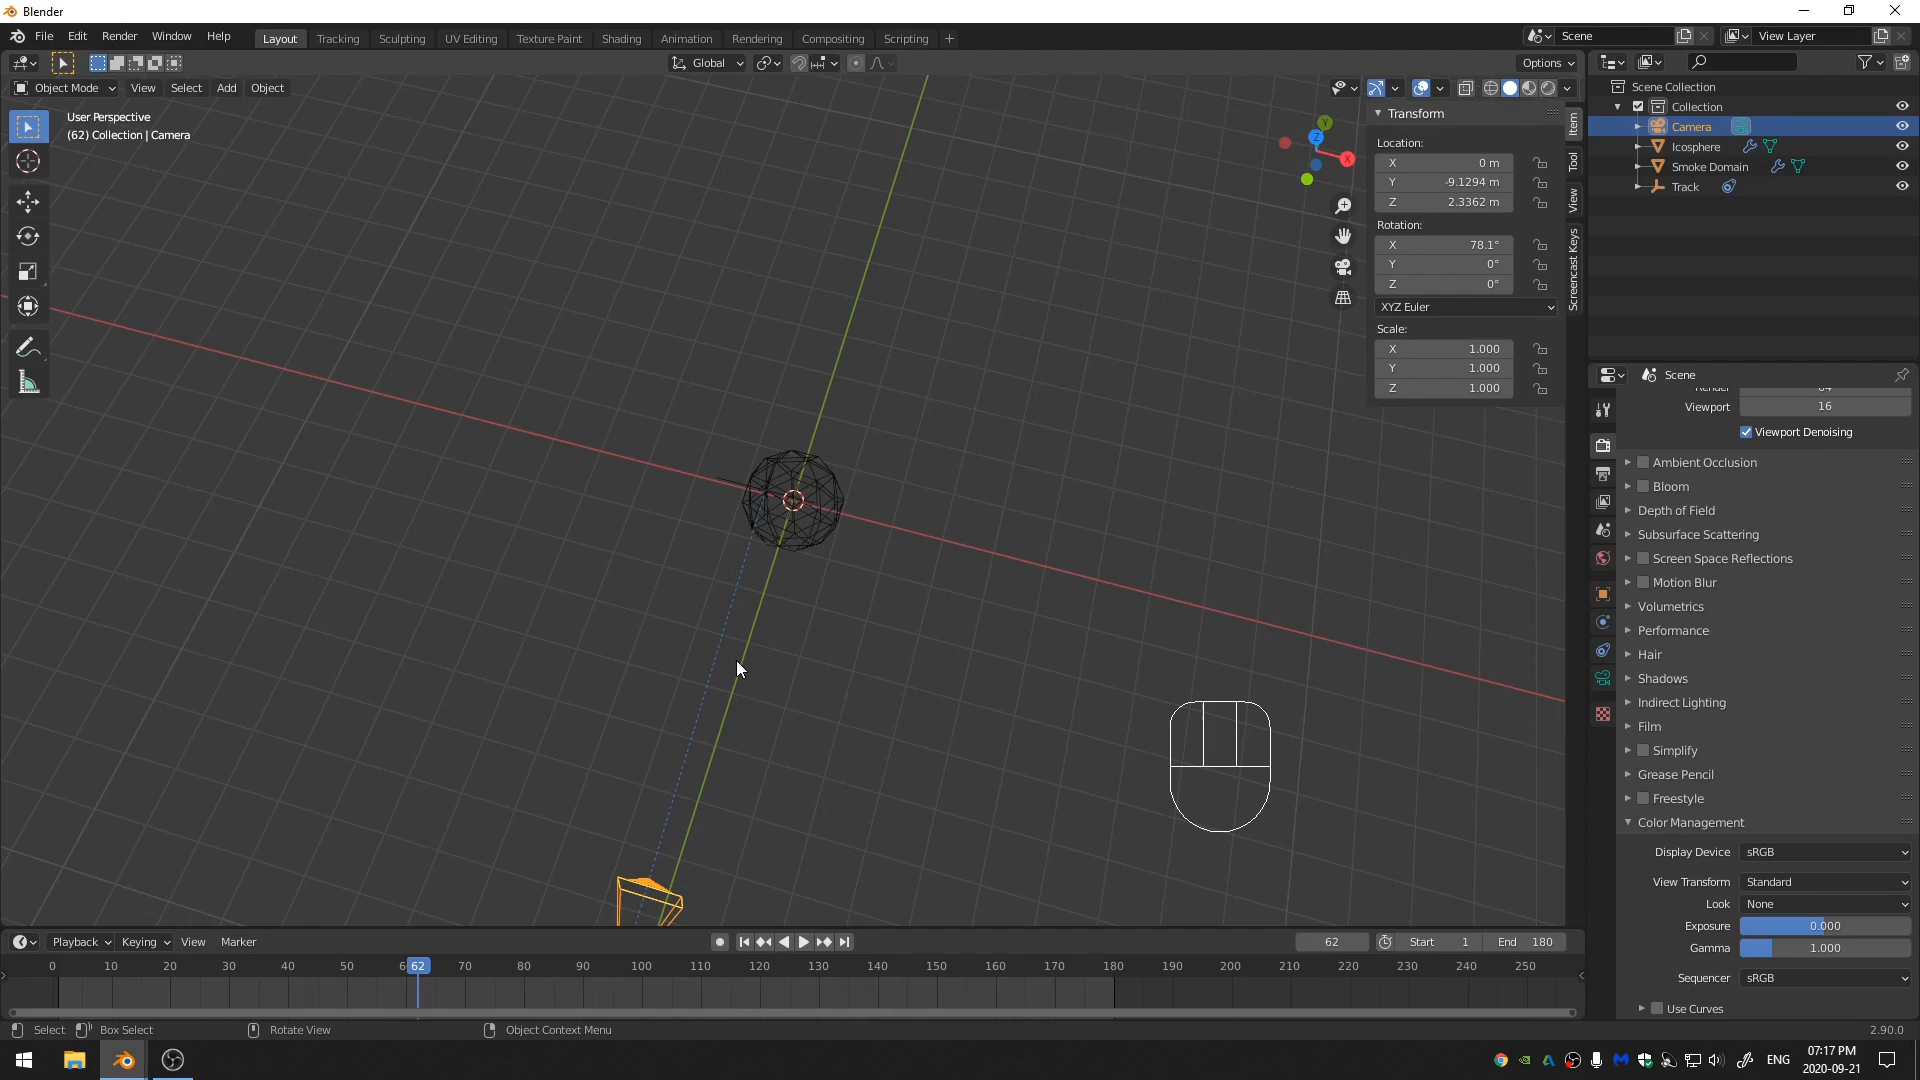 Blender
File Edit Render Window Help
Layout Tracking Sculpting UV Editing Texture Paint Shading Animation Rendering Compositing Scripting +
Scene
View Layer
Global
Options
Object Mode View Select Add Object
User Perspective
(62) Collection | Camera
Y
Z
X
Transform
Location:
X 0 m
Y -9.1294 m
Z 2.3362 m
Rotation:
X 78.1°
Y 0°
Z 0°
XYZ Euler
Scale:
X 1.000
Y 1.000
Z 1.000
Item
Tool
View
Screencast Keys
Scene Collection
Collection
Camera
Icosphere
Smoke Domain
Track
Scene
Viewport 16
Viewport Denoising
Ambient Occlusion
Bloom
Depth of Field
Subsurface Scattering
Screen Space Reflections
Motion Blur
Volumetrics
Performance
Hair
Shadows
Indirect Lighting
Film
Simplify
Grease Pencil
Freestyle
Color Management
Display Device sRGB
View Transform Standard
Look None
Exposure 0.000
Gamma 1.000
Sequencer sRGB
Use Curves
Playback Keying View Marker
62 Start 1 End 180
0 10 20 30 40 50 6 62 70 80 90 100 110 120 130 140 150 160 170 180 190 200 210 220 230 240 250
Select Box Select Rotate View Object Context Menu 2.90.0
ENG
07:17 PM
2020-09-21